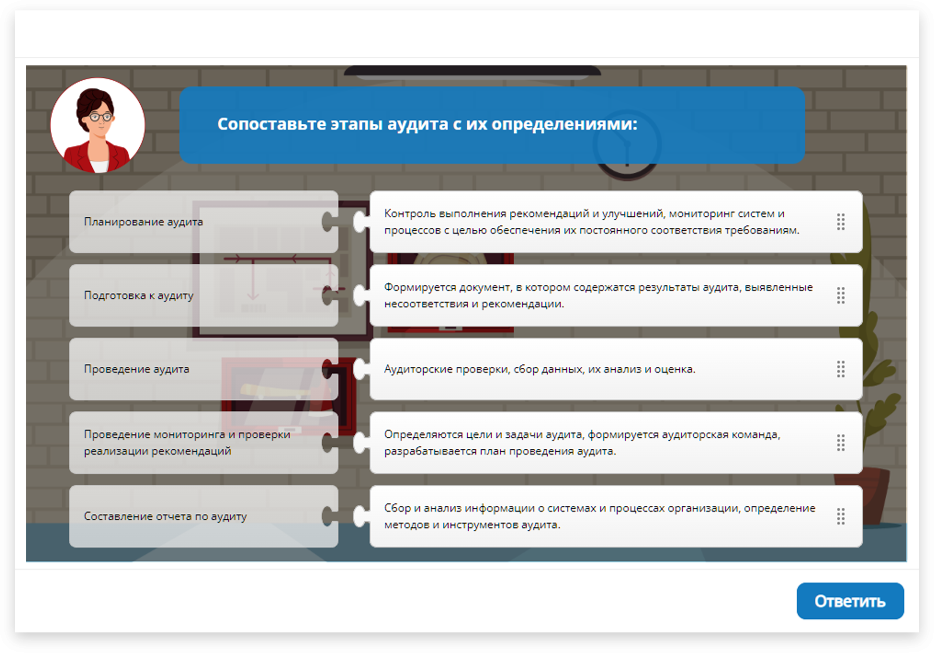 Сопоставьте этапы аудита с их определениями:
Планирование аудита
Контроль выполнения рекомендаций и улучшений, мониторинг систем и
процессов с целью обеспечения их постоянного соответствия требованиям.
Подготовка к аудиту
Формируется документ, в котором содержатся результаты аудита, выявленные
несоответствия и рекомендации.
Проведение аудита
Аудиторские проверки, сбор данных, их анализ и оценка.
Проведение мониторинга и проверки
реализации рекомендаций
Определяются цели и задачи аудита, формируется аудиторская команда,
разрабатывается план проведения аудита.
Составление отчета по аудиту
Сбор и анализ информации о системах и процессах организации, определение
методов и инструментов аудита.
Ответить